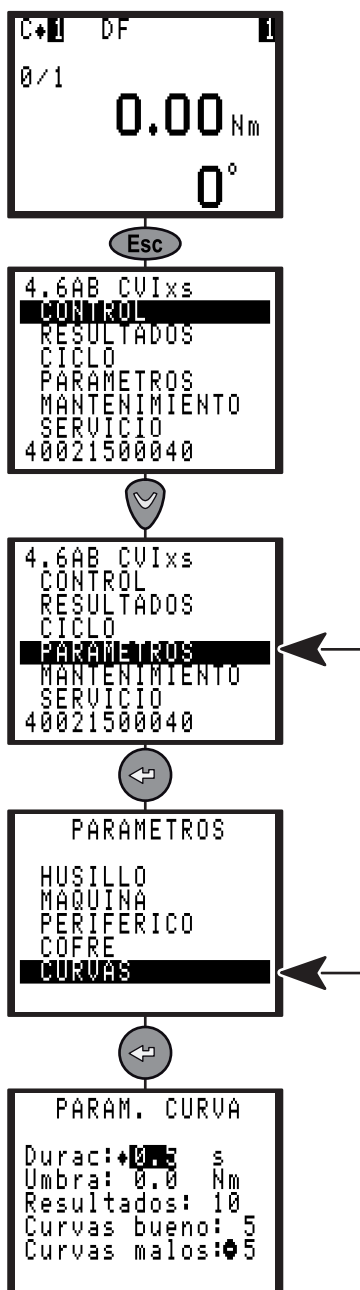 C 1 DF 1
0/1
0.00 Nm
0°
Esc
4.6AB CVIxs
CONTROL
RESULTADOS
CICLO
PARAMETROS
MANTENIMIENTO
SERVICIO
40021500040
4.6AB CVIxs
CONTROL
RESULTADOS
CICLO
PARAMETROS
MANTENIMIENTO
SERVICIO
40021500040
PARAMETROS
HUSILLO
MAQUINA
PERIFERICO
COFRE
CURVAS
PARAM. CURVA
Durac: 0.5 s
Umbra: 0.0 Nm
Resultados: 10
Curvas bueno: 5
Curvas malos: 5